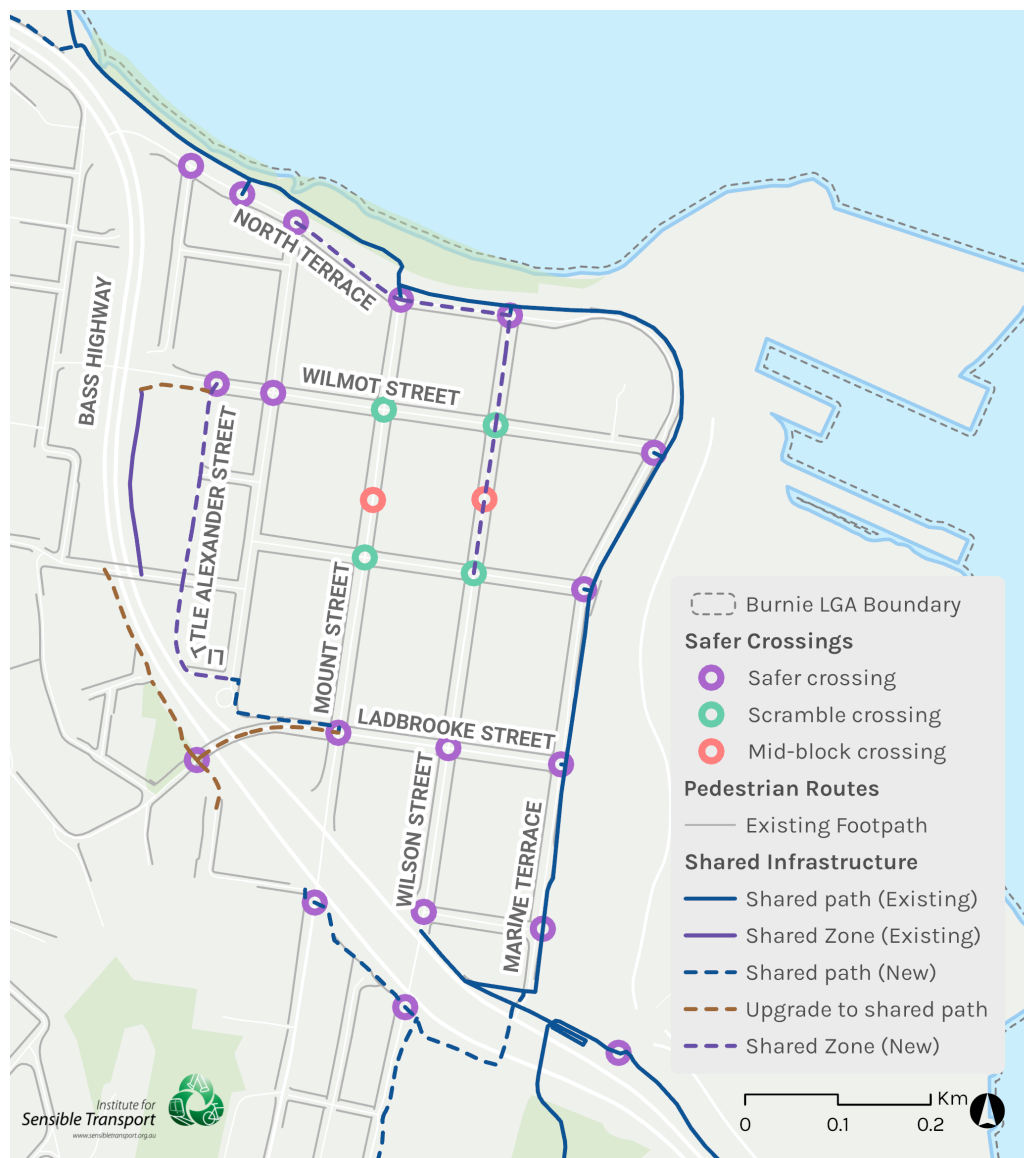 NORTH TERRACE
BASS HIGHWAY
WILMOT STREET
TLE ALEXANDER STREET
MOUNT STREET
LADBROOKE STREET
WILSON STREET
MARINE TERRACE
Burnie LGA Boundary
Safer Crossings
Safer crossing
Scramble crossing
Mid-block crossing
Pedestrian Routes
Existing Footpath
Shared Infrastructure
Shared path (Existing)
Shared Zone (Existing)
Shared path (New)
Upgrade to shared path
Shared Zone (New)
Km
0 0.1 0.2
Institute for
Sensible Transport
www.sensibletransport.org.au